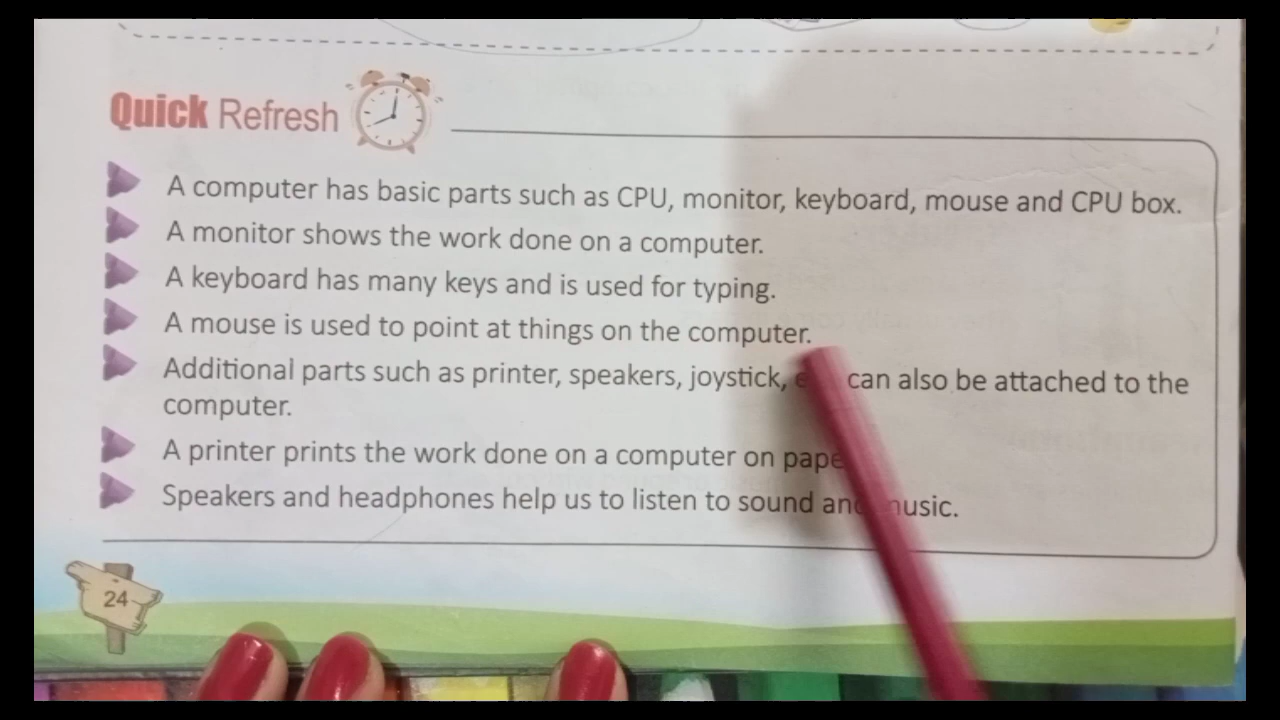 Quick Refresh
A computer has basic parts such as CPU, monitor, keyboard, mouse and CPU box.
A monitor shows the work done on a computer.
A keyboard has many keys and is used for typing.
A mouse is used to point at things on the computer.
Additional parts such as printer, speakers, joystick, can also be attached to the
computer.
A printer prints the work done on a computer on
Speakers and headphones help us to listen to sound and music.
24